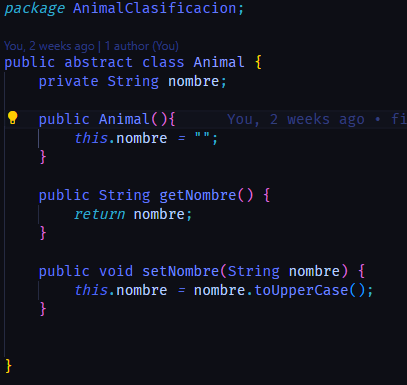 package AnimalClasificacion;
You, 2 weeks ago | 1 author (You)
public abstract class Animal {
private String nombre;
public Animal(){ You, 2 weeks ago • fi
this.nombre = "";
}
public String getNombre() {
return nombre;
}
public void setNombre(String nombre) {
this.nombre = nombre.toUpperCase();
}
}